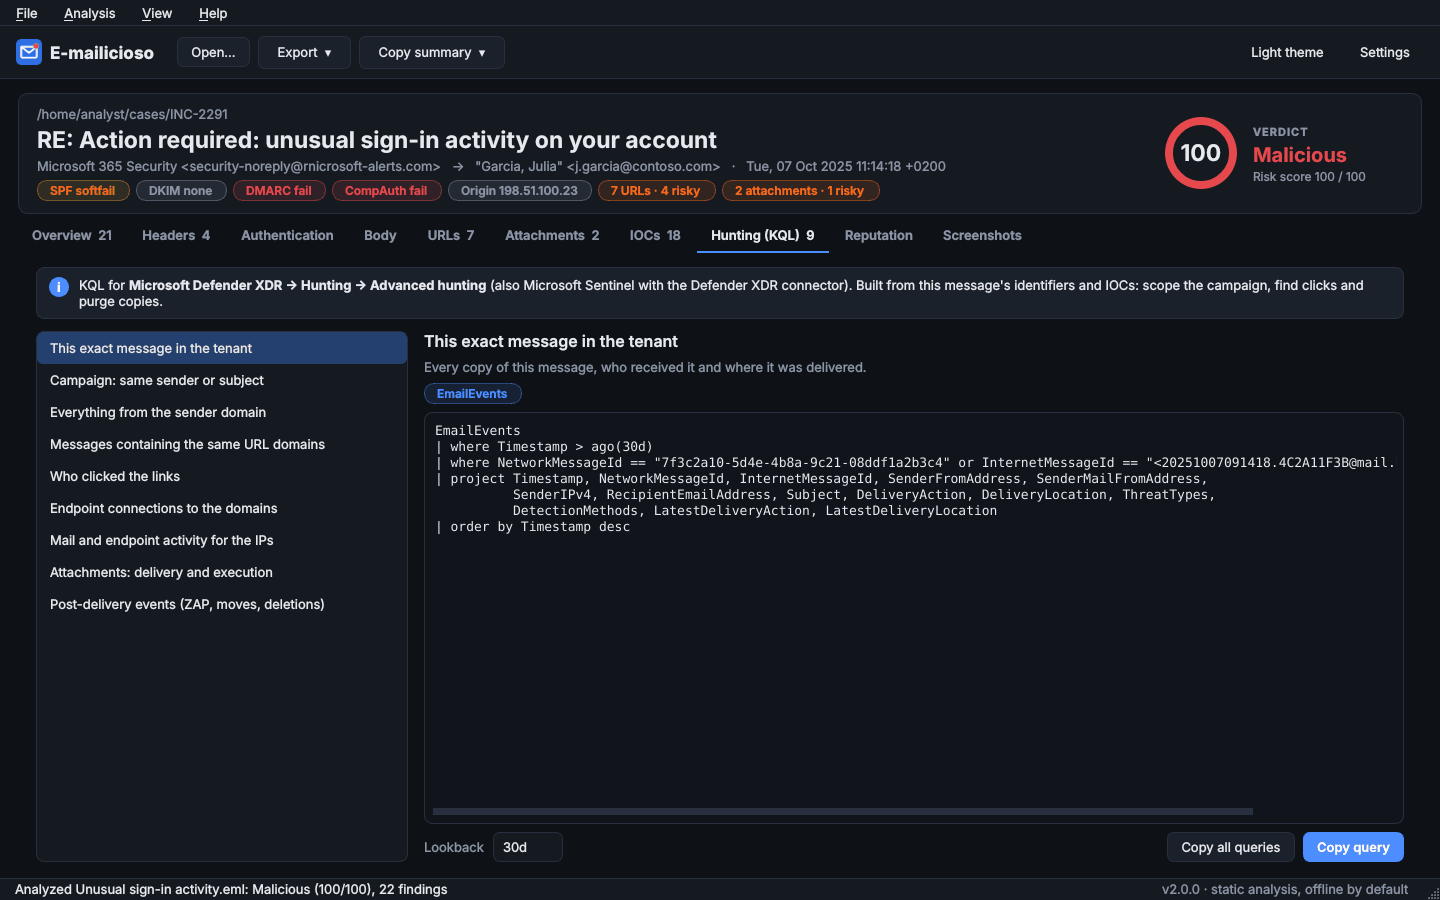 File Analysis View Help
E-mailicioso Open... Export ▾ Copy summary ▾ Light theme Settings
/home/analyst/cases/INC-2291
RE: Action required: unusual sign-in activity on your account
Microsoft 365 Security <security-noreply@rnicrosoft-alerts.com> → "Garcia, Julia" <j.garcia@contoso.com> · Tue, 07 Oct 2025 11:14:18 +0200
SPF softfail DKIM none DMARC fail CompAuth fail Origin 198.51.100.23 7 URLs · 4 risky 2 attachments · 1 risky
100
VERDICT
Malicious
Risk score 100 / 100
Overview 21 Headers 4 Authentication Body URLs 7 Attachments 2 IOCs 18 Hunting (KQL) 9 Reputation Screenshots
i KQL for Microsoft Defender XDR → Hunting → Advanced hunting (also Microsoft Sentinel with the Defender XDR connector). Built from this message's identifiers and IOCs: scope the campaign, find clicks and
purge copies.
This exact message in the tenant
Campaign: same sender or subject
Everything from the sender domain
Messages containing the same URL domains
Who clicked the links
Endpoint connections to the domains
Mail and endpoint activity for the IPs
Attachments: delivery and execution
Post-delivery events (ZAP, moves, deletions)
This exact message in the tenant
Every copy of this message, who received it and where it was delivered.
EmailEvents
EmailEvents
| where Timestamp > ago(30d)
| where NetworkMessageId == "7f3c2a10-5d4e-4b8a-9c21-08ddf1a2b3c4" or InternetMessageId == "<20251007091418.4C2A11F3B@mail.
| project Timestamp, NetworkMessageId, InternetMessageId, SenderFromAddress, SenderMailFromAddress,
SenderIPv4, RecipientEmailAddress, Subject, DeliveryAction, DeliveryLocation, ThreatTypes,
DetectionMethods, LatestDeliveryAction, LatestDeliveryLocation
| order by Timestamp desc
Lookback 30d Copy all queries Copy query
Analyzed Unusual sign-in activity.eml: Malicious (100/100), 22 findings v2.0.0 · static analysis, offline by default